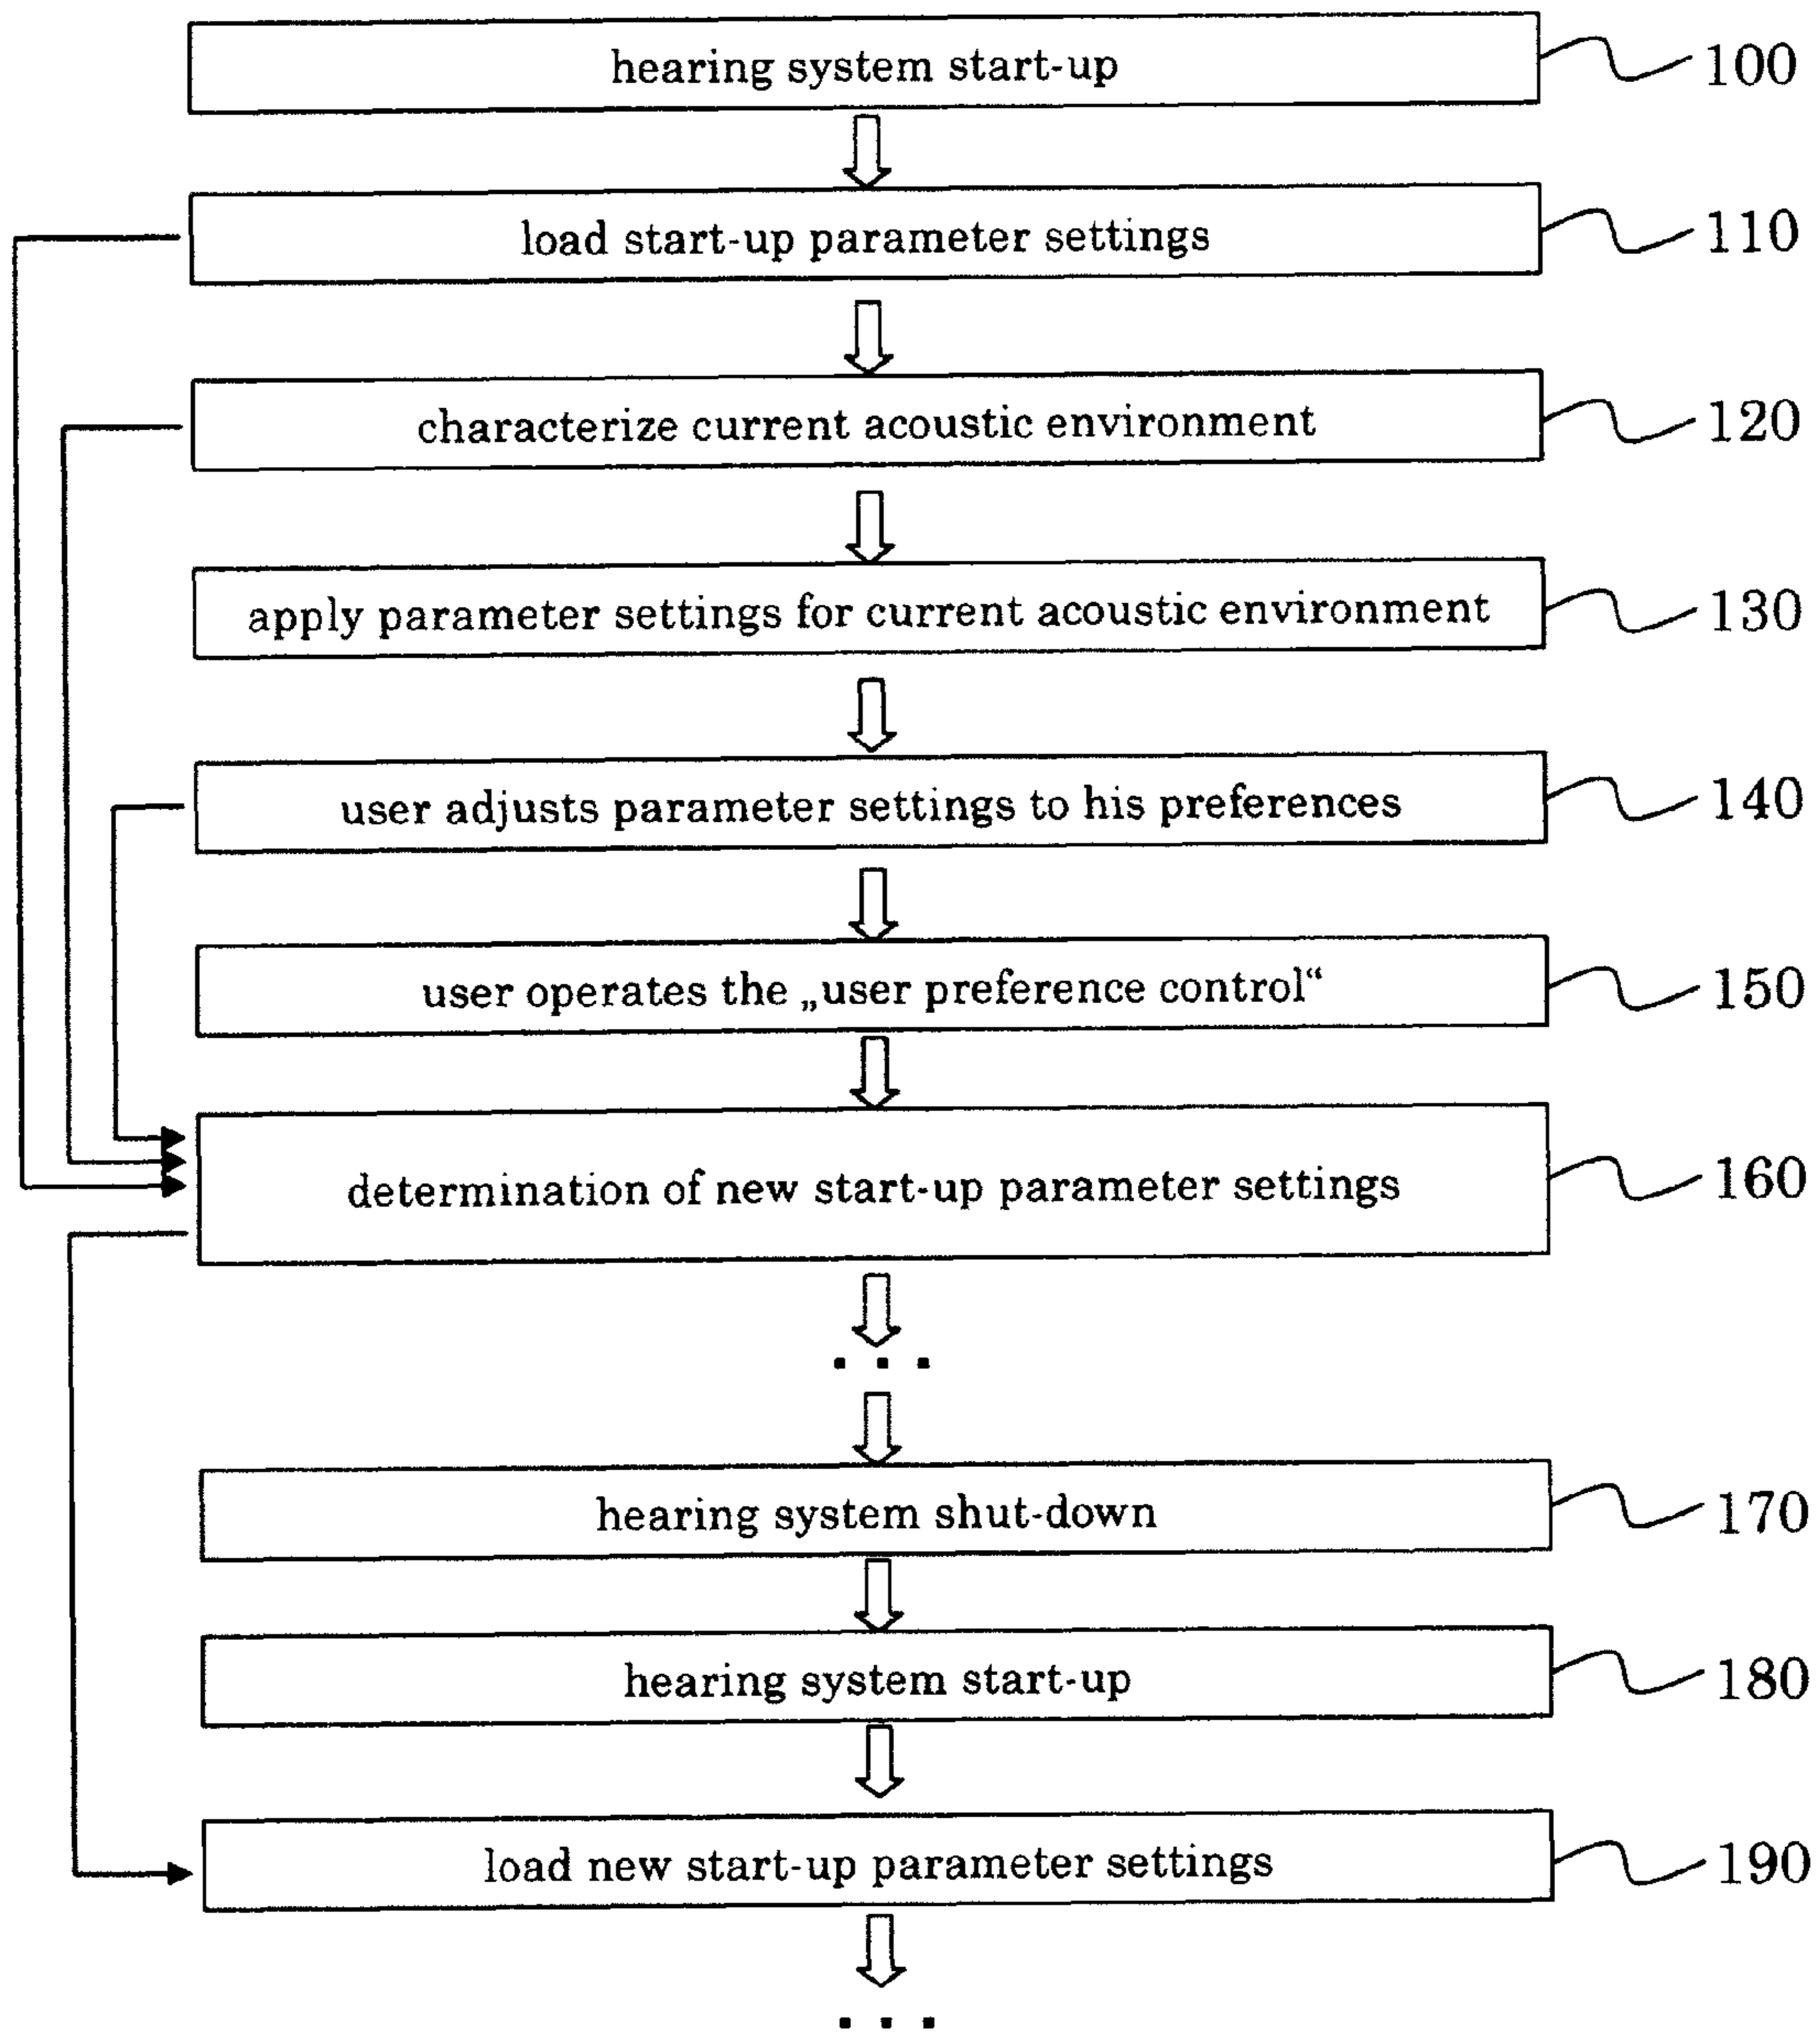 hearing system start-up 100
load start-up parameter settings 110
characterize current acoustic environment 120
apply parameter settings for current acoustic environment 130
user adjusts parameter settings to his preferences 140
user operates the „user preference control“ 150
determination of new start-up parameter settings 160
. . .
hearing system shut-down 170
hearing system start-up 180
load new start-up parameter settings 190
. . .